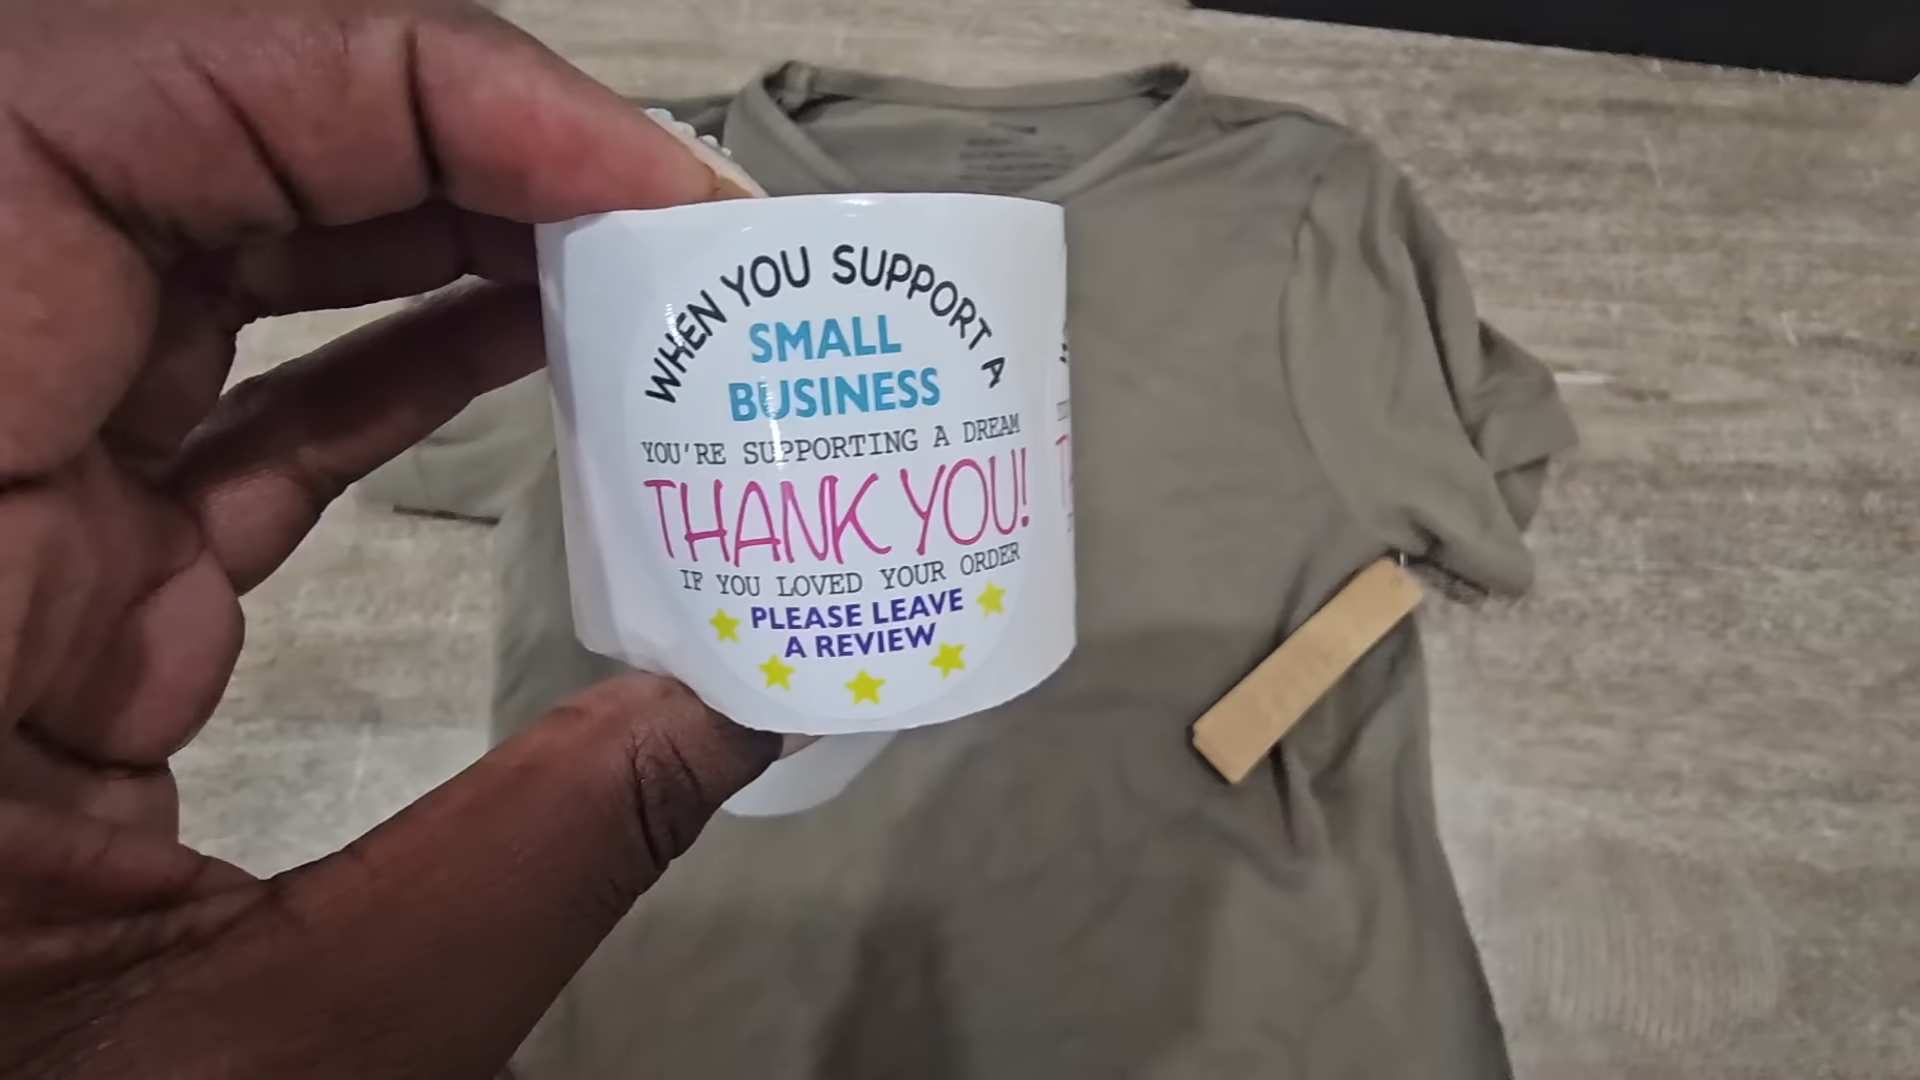 WHEN YOU SUPPORT A
SMALL
BUSINESS
YOU'RE SUPPORTING A DREAM
THANK YOU!
IF YOU LOVED YOUR ORDER
PLEASE LEAVE
A REVIEW